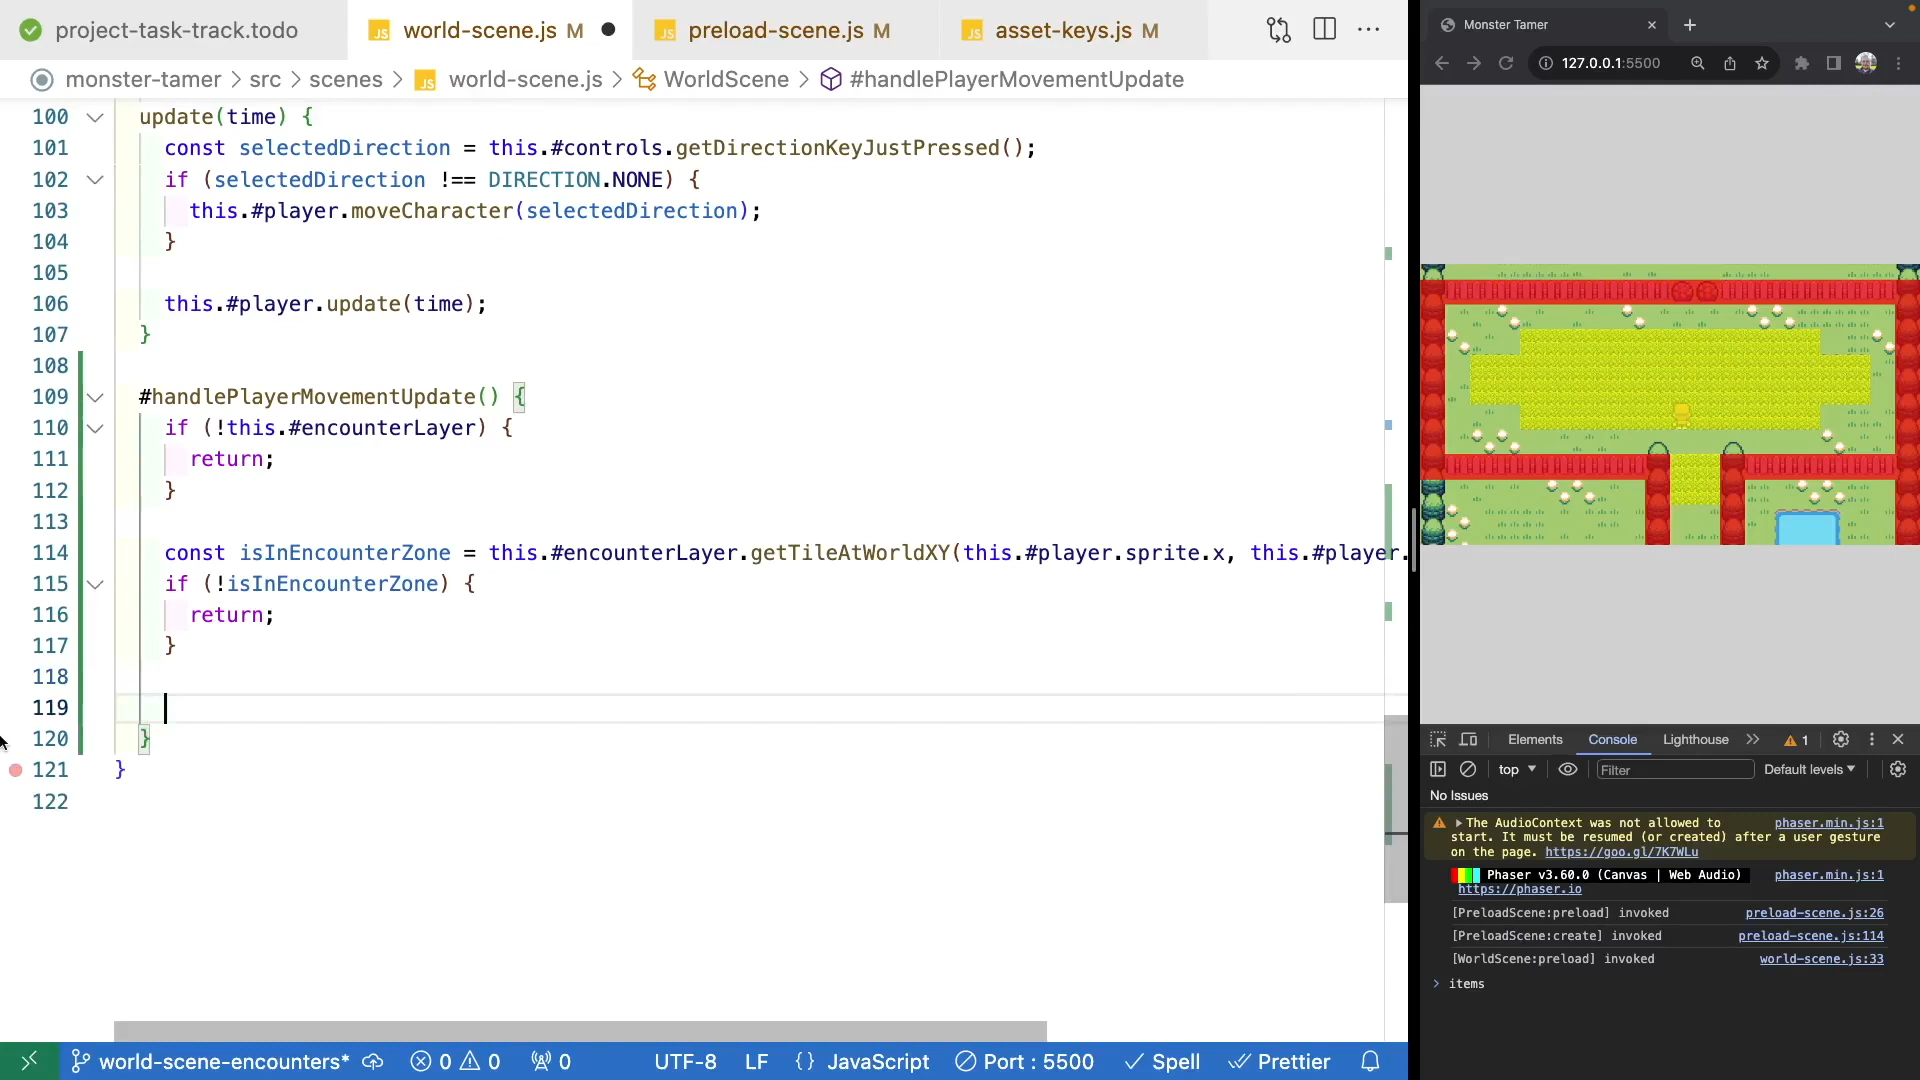 project-task-track.todo
world-scene.js M
preload-scene.js M
asset-keys.js M
monster-tamer > src > scenes > world-scene.js > WorldScene > #handlePlayerMovementUpdate
100 update(time) {
101 const selectedDirection = this.#controls.getDirectionKeyJustPressed();
102 if (selectedDirection !== DIRECTION.NONE) {
103 this.#player.moveCharacter(selectedDirection);
104 }
105
106 this.#player.update(time);
107 }
108
109 #handlePlayerMovementUpdate() {
110 if (!this.#encounterLayer) {
111 return;
112 }
113
114 const isInEncounterZone = this.#encounterLayer.getTileAtWorldXY(this.#player.sprite.x, this.#player.
115 if (!isInEncounterZone) {
116 return;
117 }
118
119
120 }
121 }
122
world-scene-encounters* 0 0 0 UTF-8 LF {} JavaScript Port : 5500 Spell Prettier
Monster Tamer
127.0.0.1:5500
Elements Console Lighthouse 1
top Filter Default levels
No Issues
The AudioContext was not allowed to phaser.min.js:1
start. It must be resumed (or created) after a user gesture
on the page. https://goo.gl/7K7WLu
Phaser v3.60.0 (Canvas | Web Audio) phaser.min.js:1
https://phaser.io
[PreloadScene:preload] invoked preload-scene.js:26
[PreloadScene:create] invoked preload-scene.js:114
[WorldScene:preload] invoked world-scene.js:33
> items